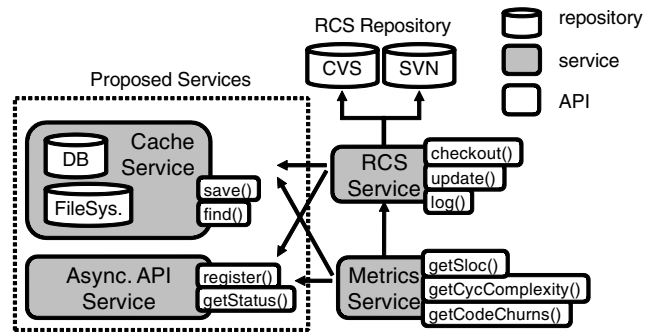 RCS Repository
repository
CVS
SVN
service
Proposed Services
API
Cache
Service
DB
FileSys.
save()
find()
RCS
Service
checkout()
update()
log()
Async. API
Service
register()
getStatus()
Metrics
Service
getSloc()
getCycComplexity()
getCodeChurns()